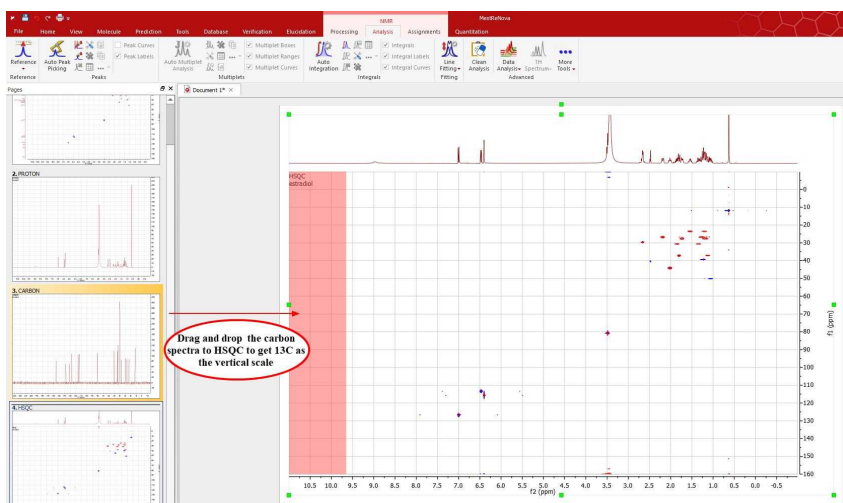 NMR
MestReNova
File Home View Molecule Prediction Tools Database Verification Elucidation Processing Analysis Assignments Quantitation
Reference
Auto Peak Picking
Peak Curves
Peak Labels
Auto Multiplet Analysis
Multiplet Boxes
Multiplet Ranges
Multiplet Curves
Auto Integration
Integrals
Integral Labels
Integral Curves
Line Fitting
Clean Analysis
Data Analysis
1H Spectrum
More Tools
Reference Peaks Multiplets Integrals Fitting Advanced
Pages
Document 1*
2. PROTON
3. CARBON
4. HSQC
Drag and drop the carbon
spectra to HSQC to get 13C as
the vertical scale
HSQC
estradiol
0
10
20
30
40
50
60
70
80
90
100
110
120
130
140
150
160
f1 (ppm)
10.5 10.0 9.5 9.0 8.5 8.0 7.5 7.0 6.5 6.0 5.5 5.0 4.5 4.0 3.5 3.0 2.5 2.0 1.5 1.0 0.5 0.0 -0.5
f2 (ppm)